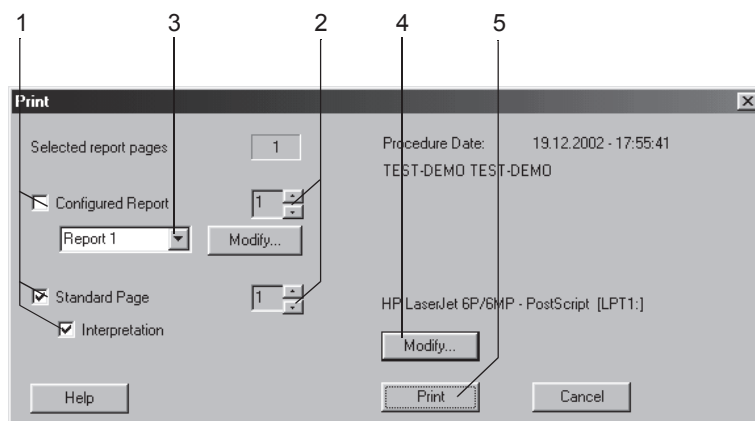 1 3 2 4 5
Print
Selected report pages 1 Procedure Date: 19.12.2002 - 17:55:41
TEST-DEMO TEST-DEMO
Configured Report 1
Report 1 Modify...
Standard Page 1 HP LaserJet 6P/6MP - PostScript [LPT1:]
Interpretation
Modify...
Help Print Cancel